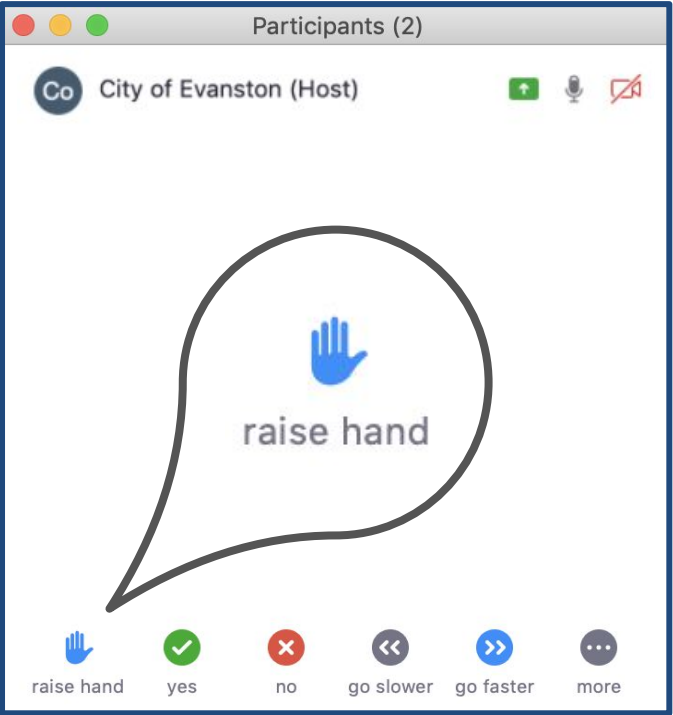 Participants (2)
Co City of Evanston (Host)
raise hand
raise hand yes no go slower go faster more